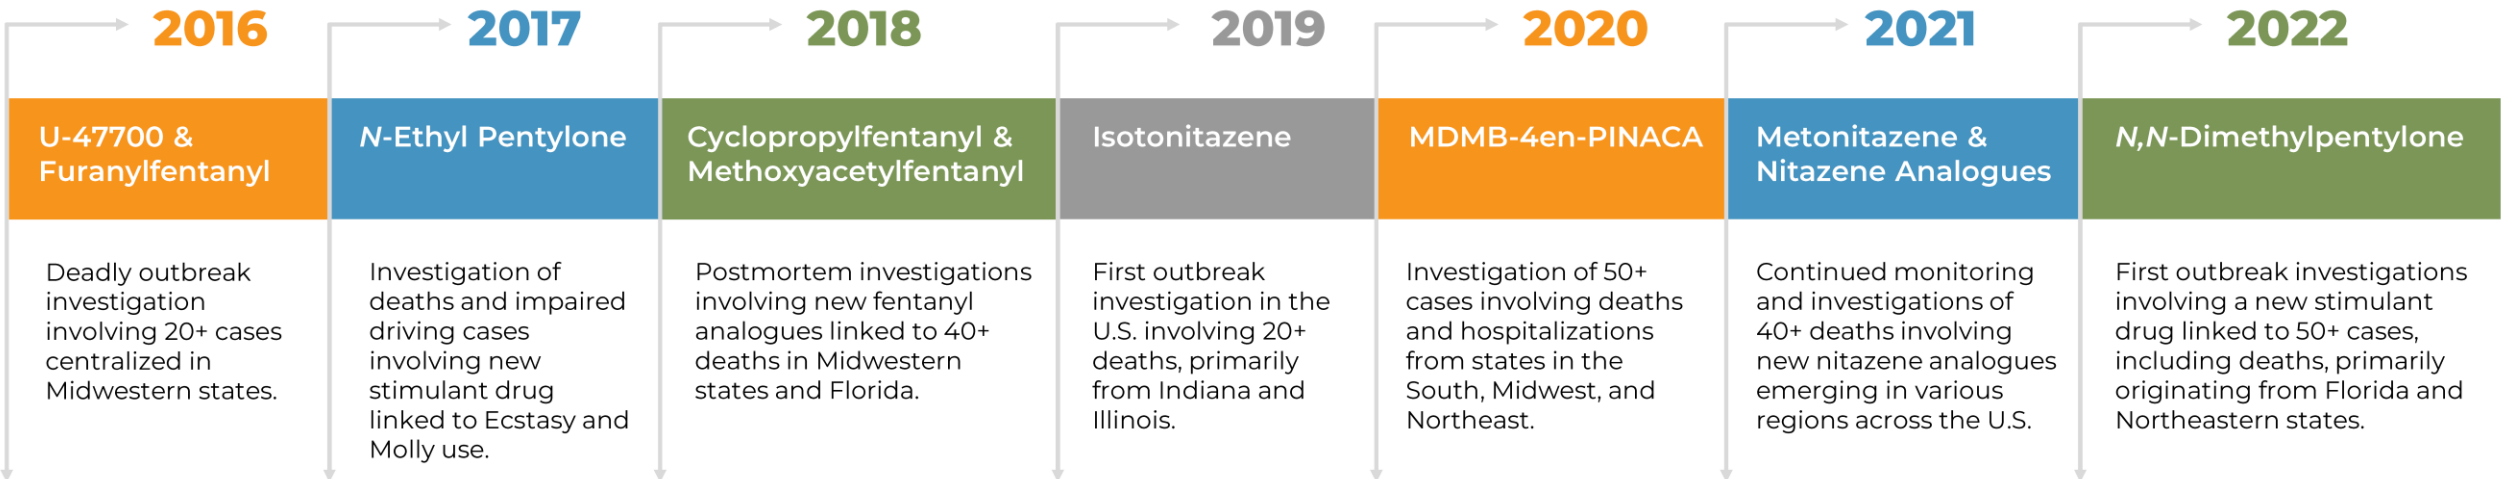 2016
U-47700 &
Furanylfentanyl
Deadly outbreak
investigation
involving 20+ cases
centralized in
Midwestern states.
2017
N-Ethyl Pentylone
Investigation of
deaths and impaired
driving cases
involving new
stimulant drug
linked to Ecstasy and
Molly use.
2018
Cyclopropylfentanyl &
Methoxyacetylfentanyl
Postmortem investigations
involving new fentanyl
analogues linked to 40+
deaths in Midwestern
states and Florida.
2019
Isotonitazene
First outbreak
investigation in the
U.S. involving 20+
deaths, primarily
from Indiana and
Illinois.
2020
MDMB-4en-PINACA
Investigation of 50+
cases involving deaths
and hospitalizations
from states in the
South, Midwest, and
Northeast.
2021
Metonitazene &
Nitazene Analogues
Continued monitoring
and investigations of
40+ deaths involving
new nitazene analogues
emerging in various
regions across the U.S.
2022
N,N-Dimethylpentylone
First outbreak investigations
involving a new stimulant
drug linked to 50+ cases,
including deaths, primarily
originating from Florida and
Northeastern states.